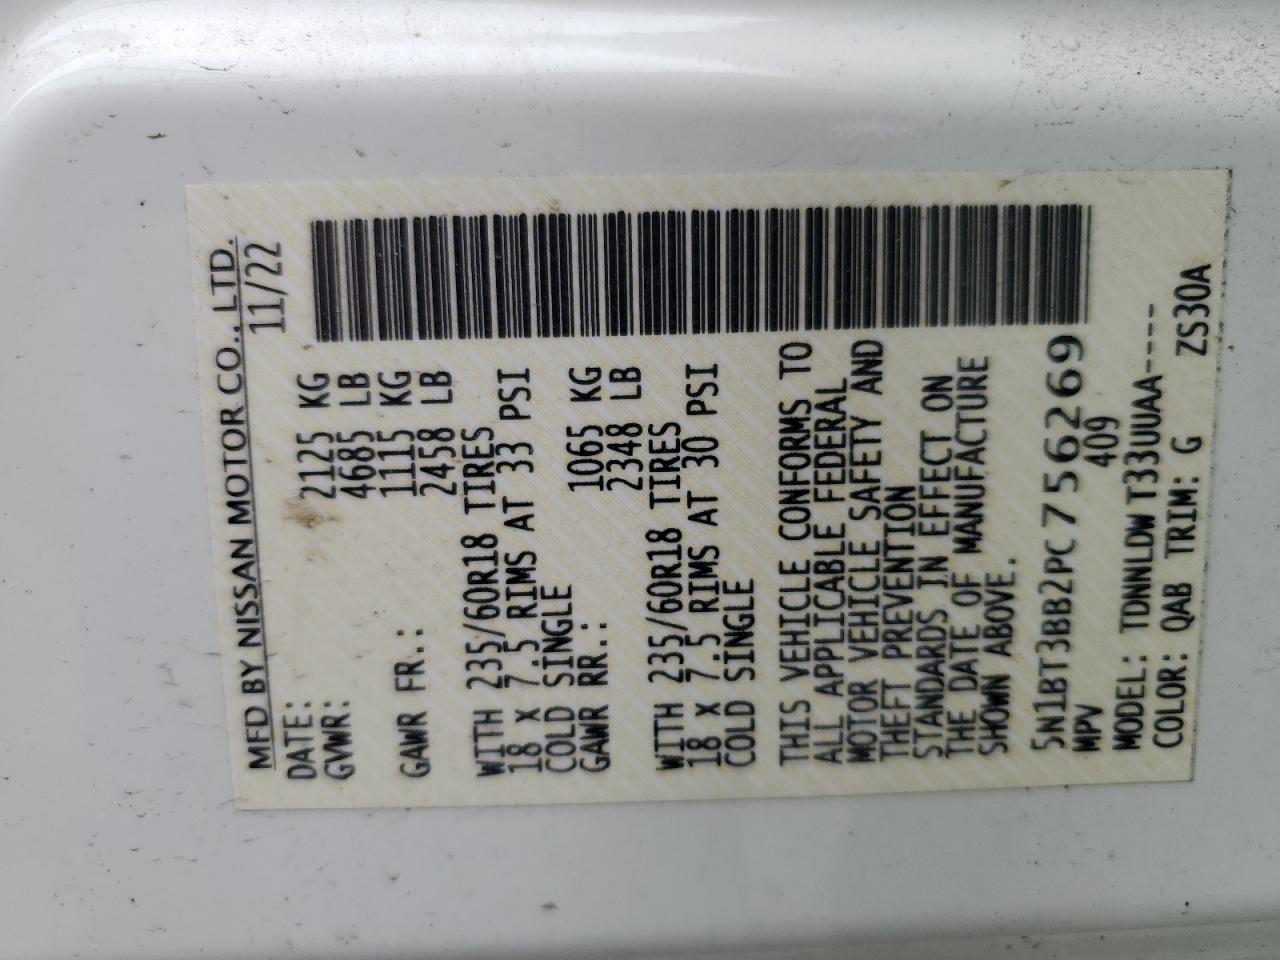 MFD BY NISSAN MOTOR CO., LTD.
DATE: 11/22
GVWR: 2125 KG
4685 LB
GAWR FR.: 1115 KG
2458 LB
WITH 235/60R18 TIRES
18 X 7.5 RIMS AT 33 PSI
COLD SINGLE
GAWR RR.: 1065 KG
2348 LB
WITH 235/60R18 TIRES
18 X 7.5 RIMS AT 30 PSI
COLD SINGLE
THIS VEHICLE CONFORMS TO
ALL APPLICABLE FEDERAL
MOTOR VEHICLE SAFETY AND
THEFT PREVENTION
STANDARDS IN EFFECT ON
THE DATE OF MANUFACTURE
SHOWN ABOVE.
5N1BT3BB2PC756269
MPV 409
MODEL: TDNNLDW T33UUAA-----
COLOR: QAB TRIM: G ZS30A